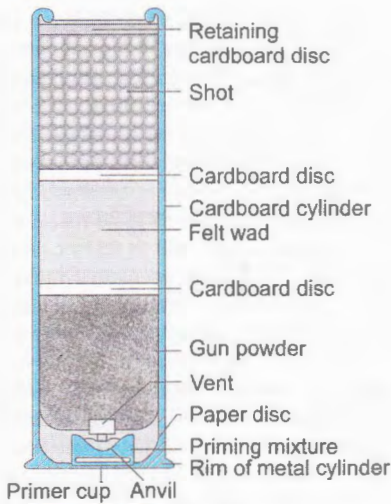 Retaining
cardboard disc
Shot
Cardboard disc
Cardboard cylinder
Felt wad
Cardboard disc
Gun powder
Vent
Paper disc
Priming mixture
Rim of metal cylinder
Primer cup Anvil